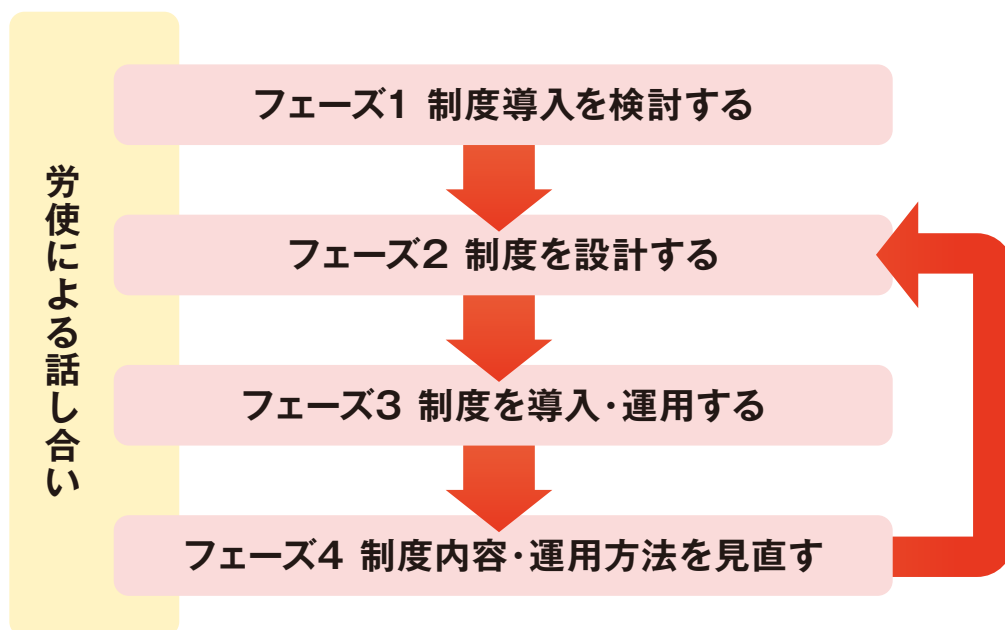 労使による話し合い
フェーズ1 制度導入を検討する
フェーズ2 制度を設計する
フェーズ3 制度を導入・運用する
フェーズ4 制度内容・運用方法を見直す